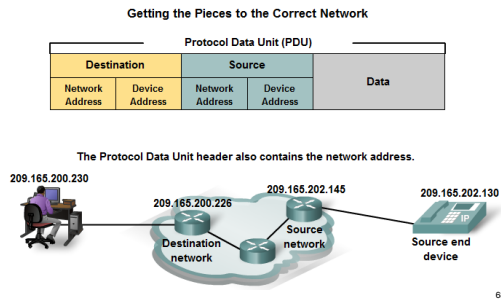 Getting the Pieces to the Correct Network
Protocol Data Unit (PDU)
Destination
Source
Data
Network
Address
Device
Address
Network
Address
Device
Address
The Protocol Data Unit header also contains the network address.
209.165.200.230
209.165.200.226
209.165.202.145
209.165.202.130
IP
Destination
network
Source
network
Source end
device
6